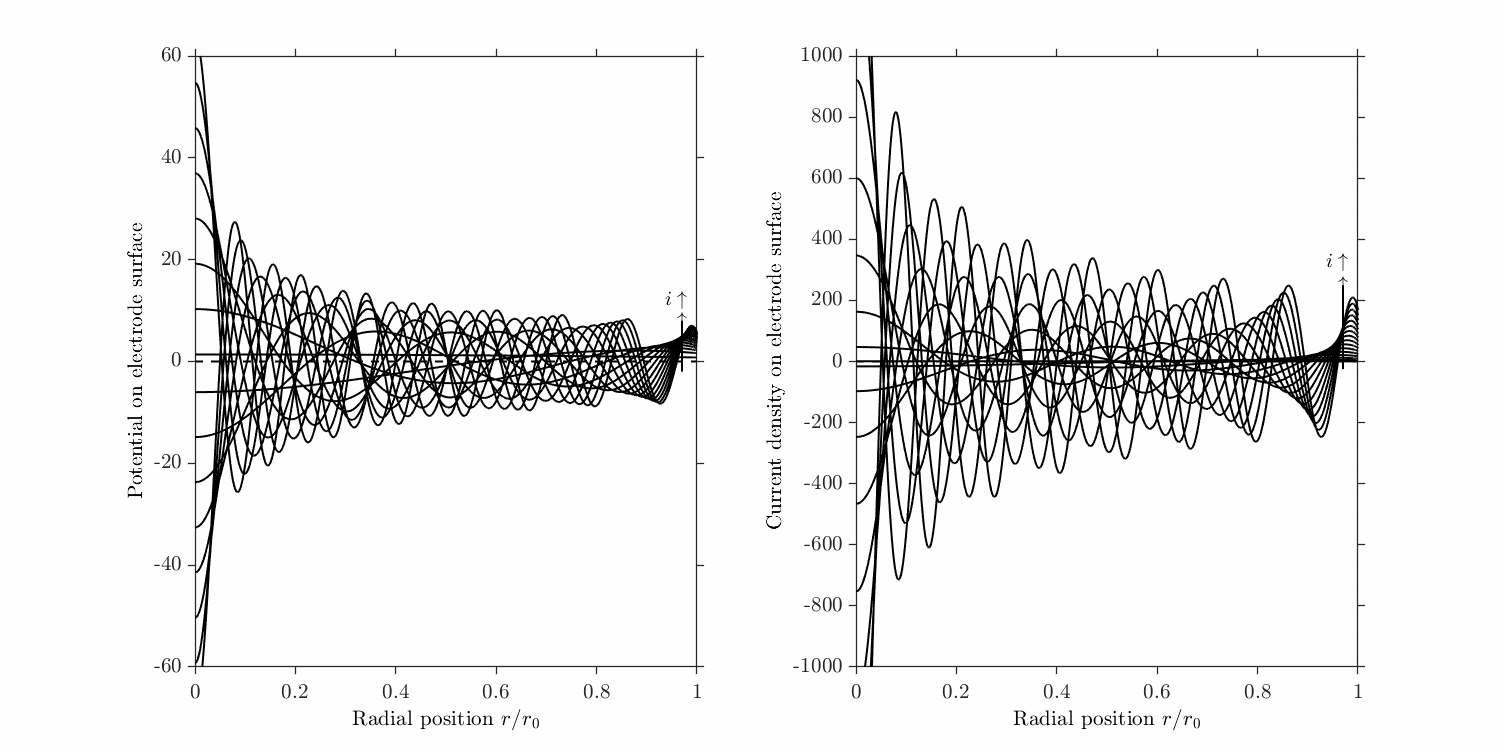 60
40
20
0
-20
-40
-60
Potential on electrode surface
i ↑
0 0.2 0.4 0.6 0.8 1
Radial position r/r₀
1000
800
600
400
200
0
-200
-400
-600
-800
-1000
Current density on electrode surface
i ↑
0 0.2 0.4 0.6 0.8 1
Radial position r/r₀